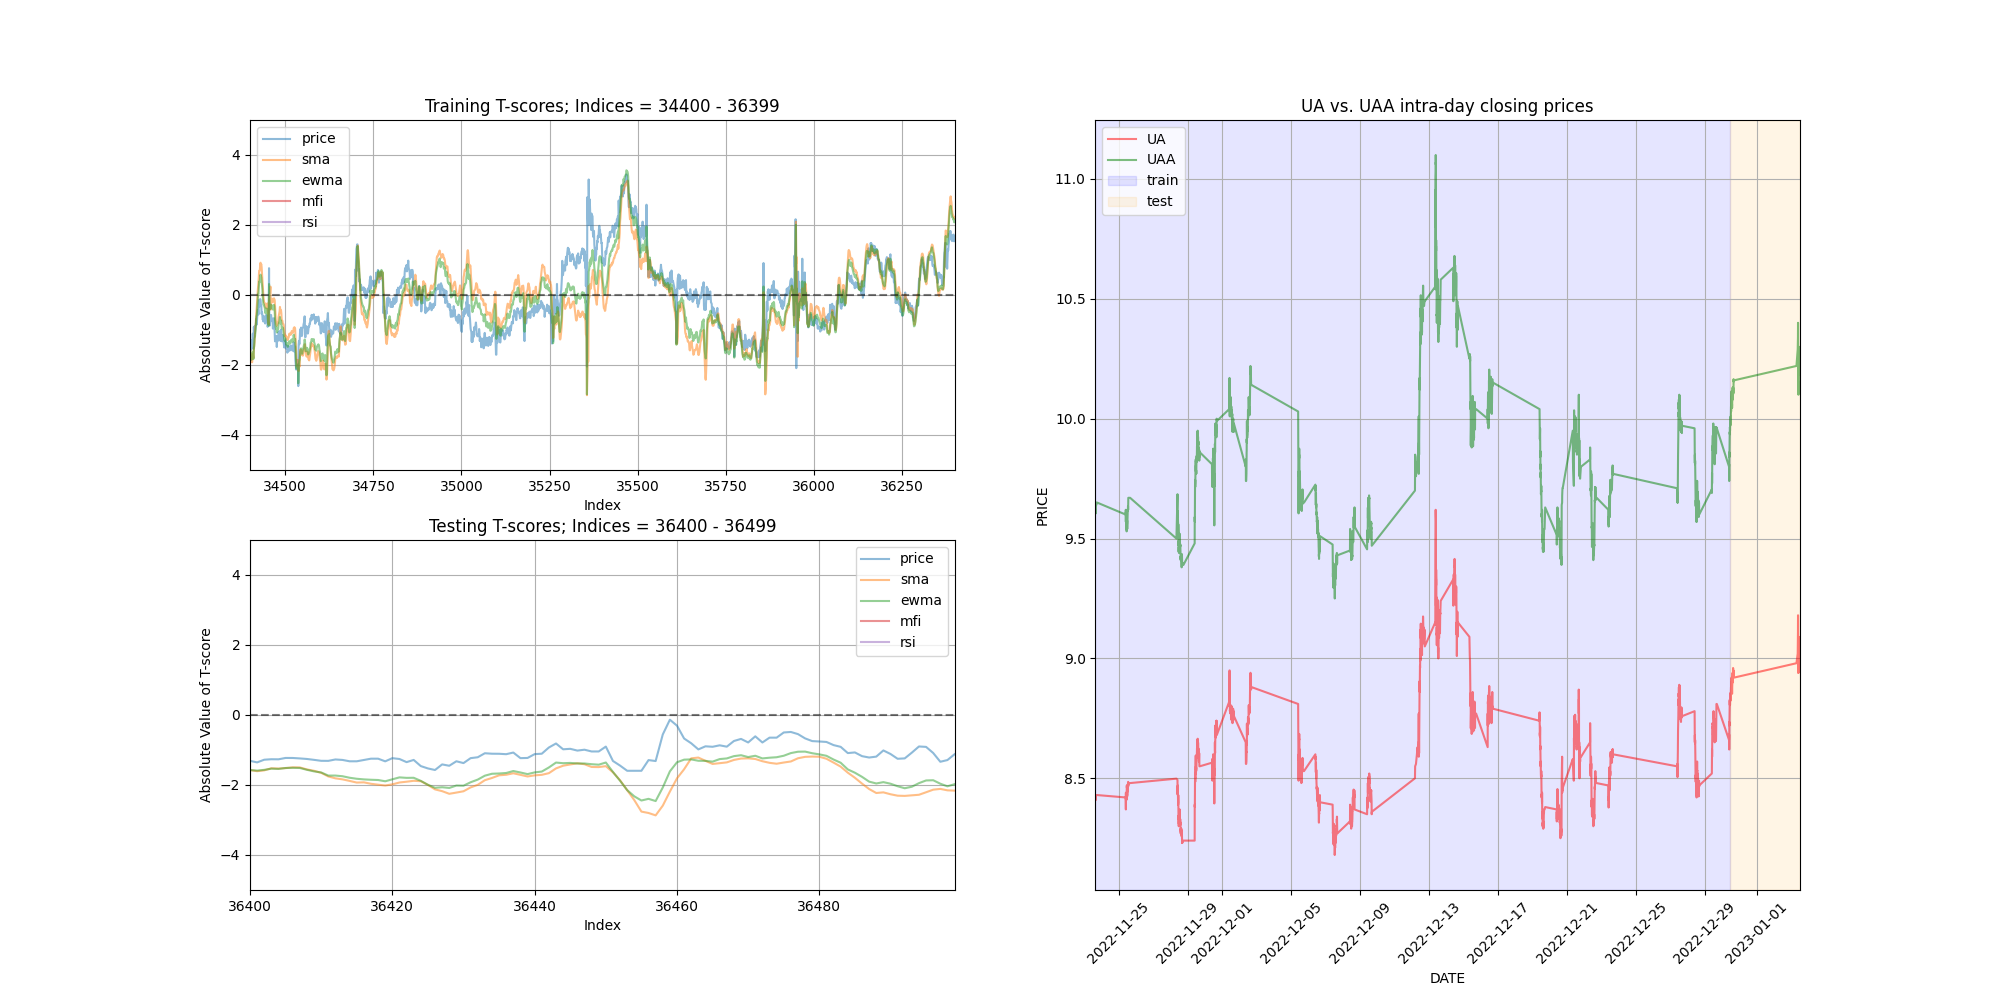 Training T-scores; Indices = 34400 - 36399
price
sma
ewma
mfi
rsi
4
2
0
−2
−4
Absolute Value of T-score
34500 34750 35000 35250 35500 35750 36000 36250
Index
Testing T-scores; Indices = 36400 - 36499
price
sma
ewma
mfi
rsi
4
2
0
−2
−4
Absolute Value of T-score
36400 36420 36440 36460 36480
Index
UA vs. UAA intra-day closing prices
UA
UAA
train
test
11.0
10.5
10.0
9.5
9.0
8.5
PRICE
2022-11-25 2022-11-29 2022-12-01 2022-12-05 2022-12-09 2022-12-13 2022-12-17 2022-12-21 2022-12-25 2022-12-29 2023-01-01
DATE